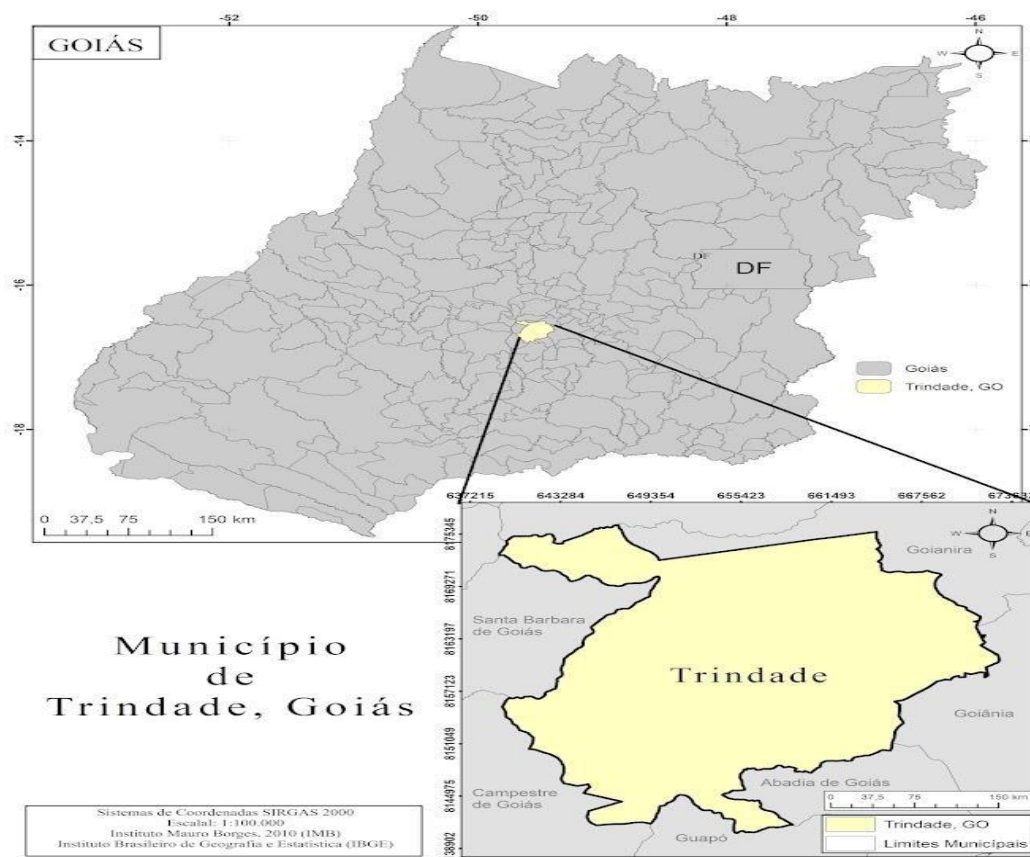 -52 -50 -48 -46
GOIÁS
N
W E
S
-14
-16
-18
DF
DF
Goiás
Trindade, GO
0 37,5 75 150 km
637215 643284 649354 655423 661493 667562
N
W E
S
8175345
8169271
8163197
8157123
8151049
8144975
Goianira
Santa Barbara
de Goiás
Trindade
Goiânia
Campestre
de Goiás
Abadia de Goiás
Guapó
0 37,5 75 150 km
Trindade, GO
Limites Municípais
Município
de
Trindade, Goiás
Sistemas de Coordenadas SIRGAS 2000
Escalal: 1:100.000
Instituto Mauro Borges, 2010 (IMB)
Instituto Brasileiro de Geografia e Estatística (IBGE)